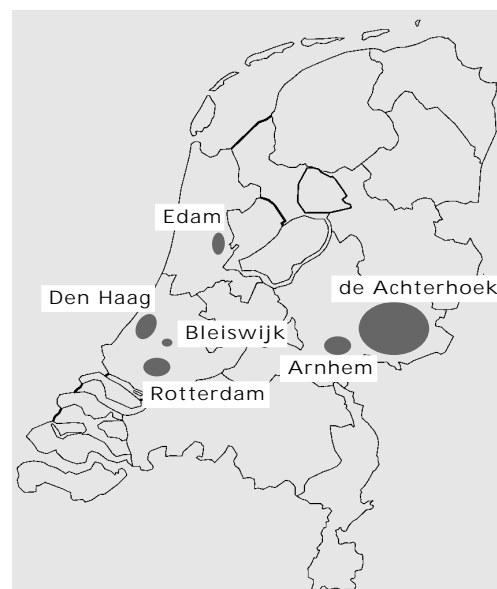 Edam
de Achterhoek
Den Haag
Bleiswijk
Arnhem
Rotterdam